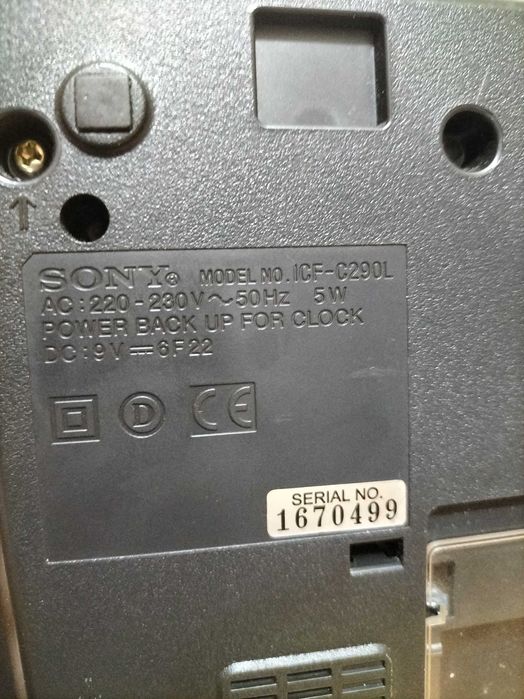 SONY® MODEL NO. ICF-C290L
AC : 220 - 230V ~ 50Hz 5W
POWER BACK UP FOR CLOCK
DC : 9V ⎓ 6F22
D CE
SERIAL NO.
1670499